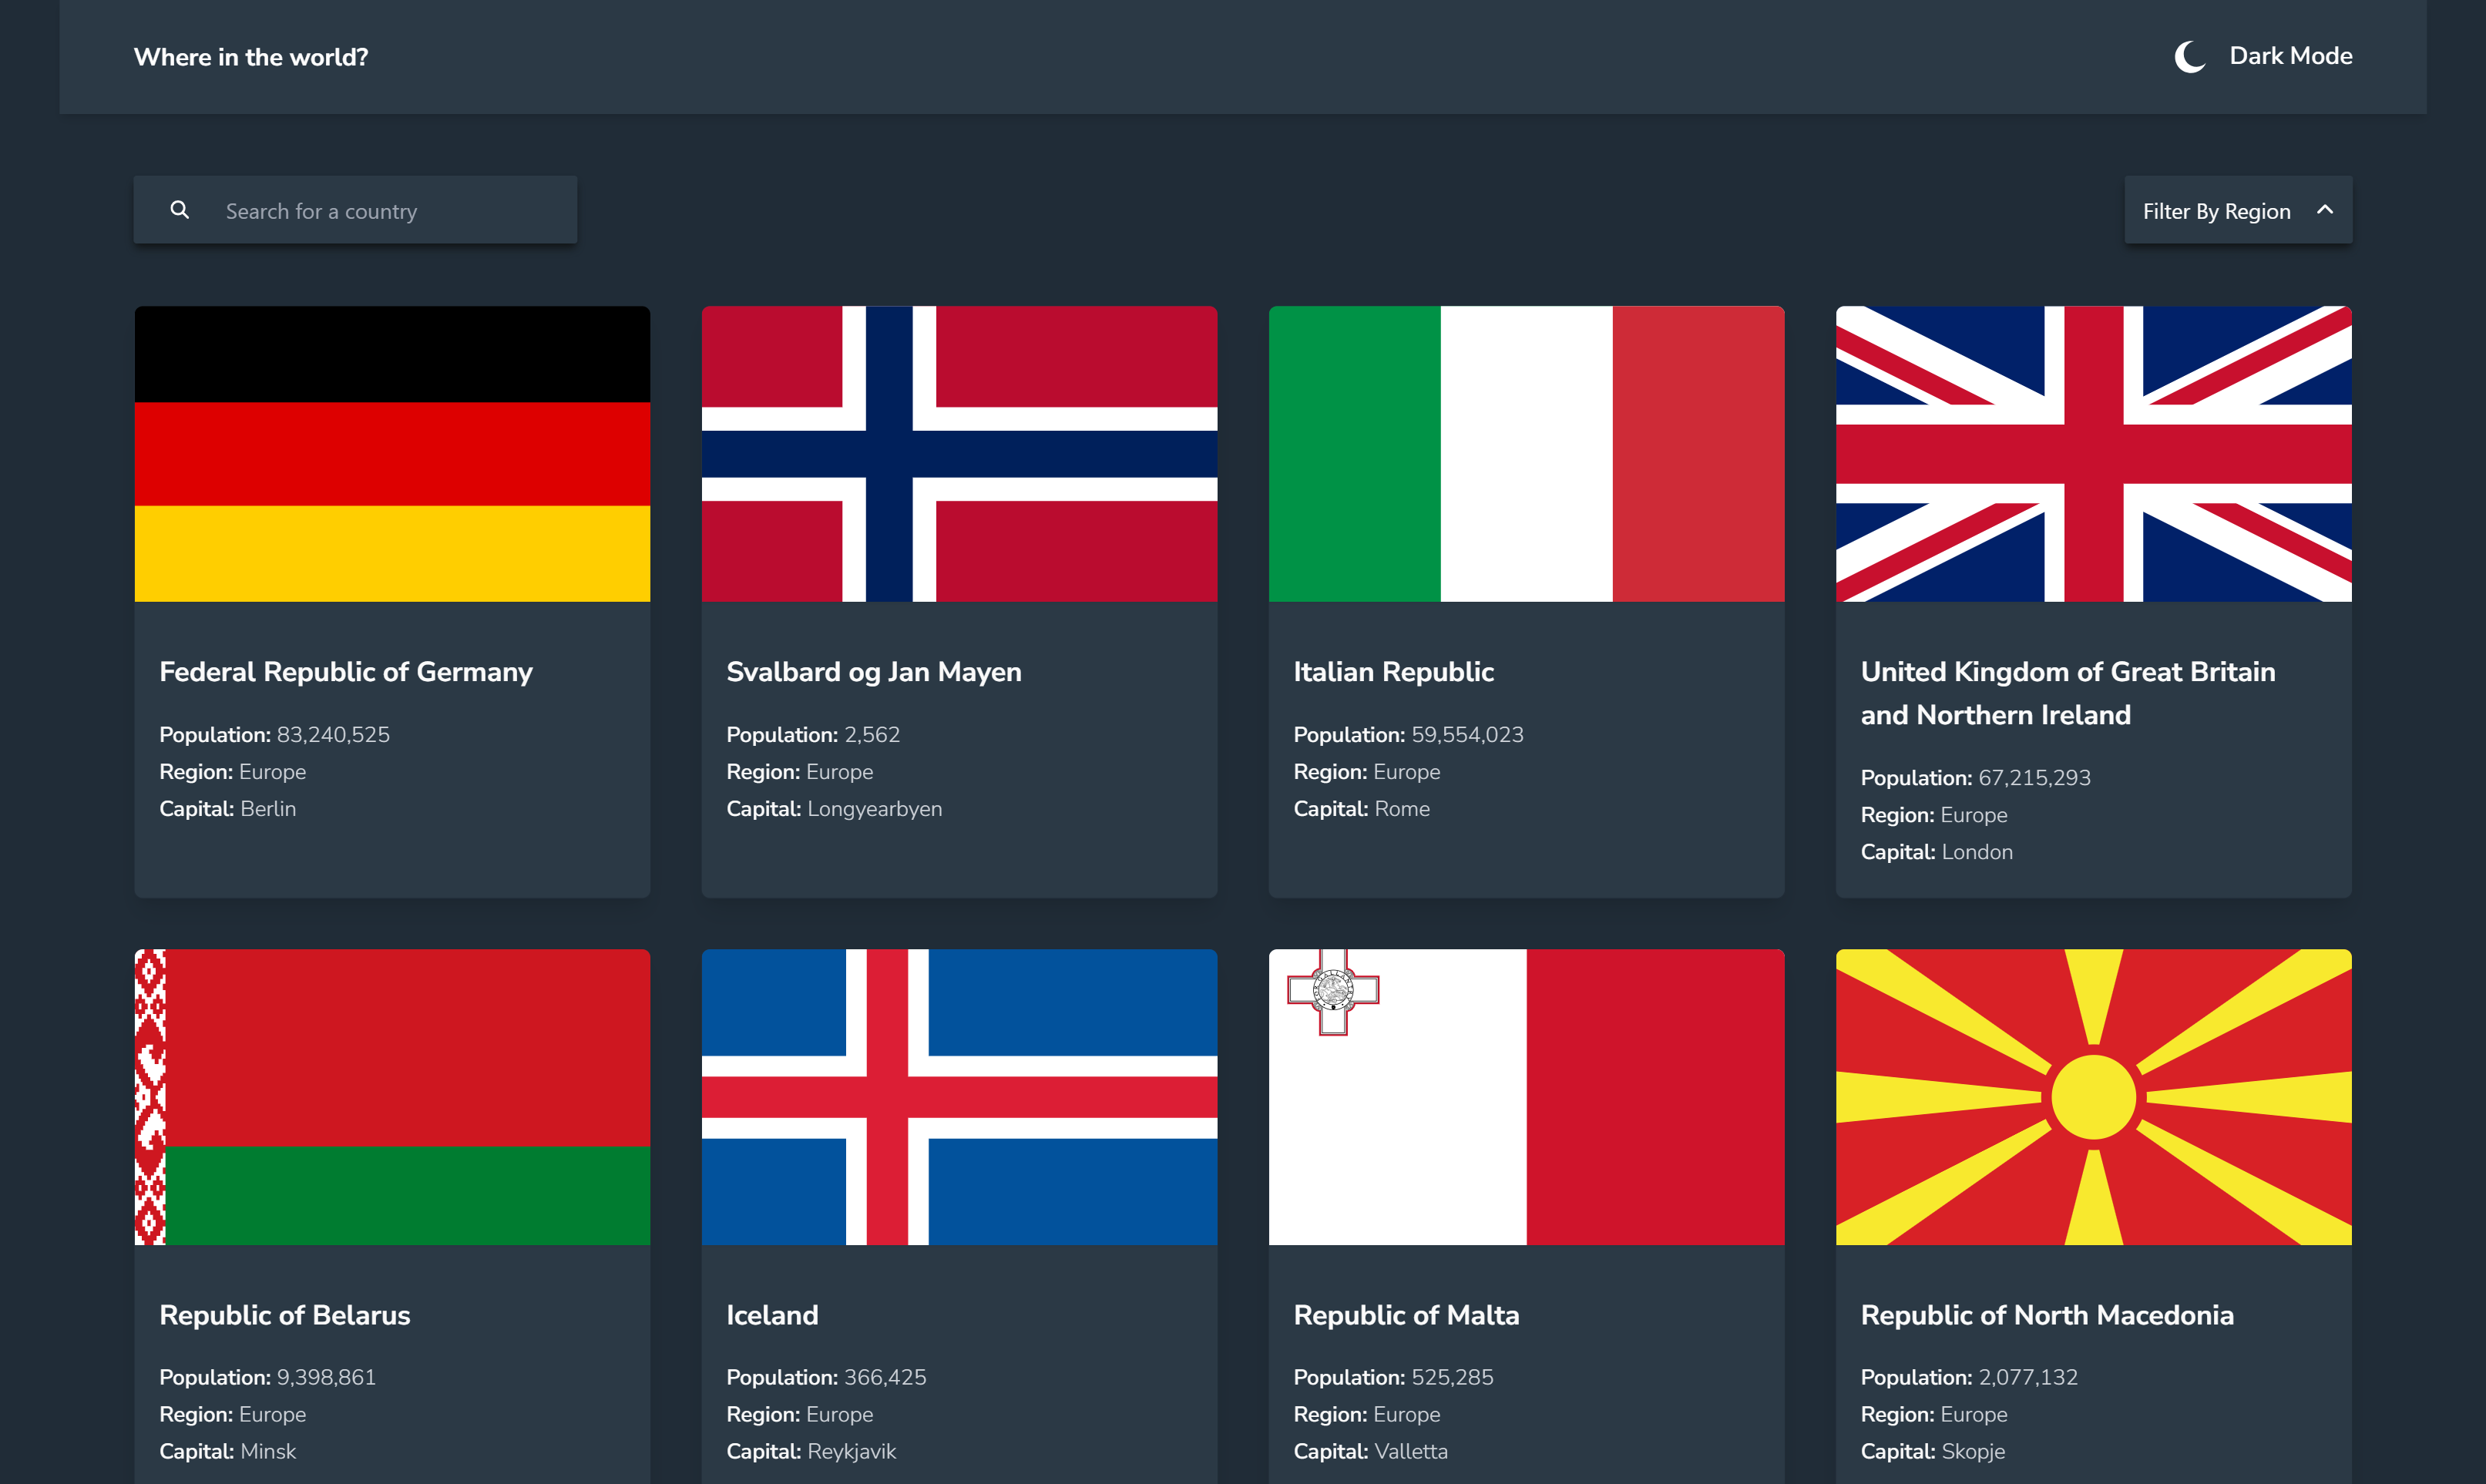 Where in the world?
Dark Mode
Search for a country
Filter By Region
Federal Republic of Germany
Population: 83,240,525
Region: Europe
Capital: Berlin
Svalbard og Jan Mayen
Population: 2,562
Region: Europe
Capital: Longyearbyen
Italian Republic
Population: 59,554,023
Region: Europe
Capital: Rome
United Kingdom of Great Britain
and Northern Ireland
Population: 67,215,293
Region: Europe
Capital: London
Republic of Belarus
Population: 9,398,861
Region: Europe
Capital: Minsk
Iceland
Population: 366,425
Region: Europe
Capital: Reykjavik
Republic of Malta
Population: 525,285
Region: Europe
Capital: Valletta
Republic of North Macedonia
Population: 2,077,132
Region: Europe
Capital: Skopje